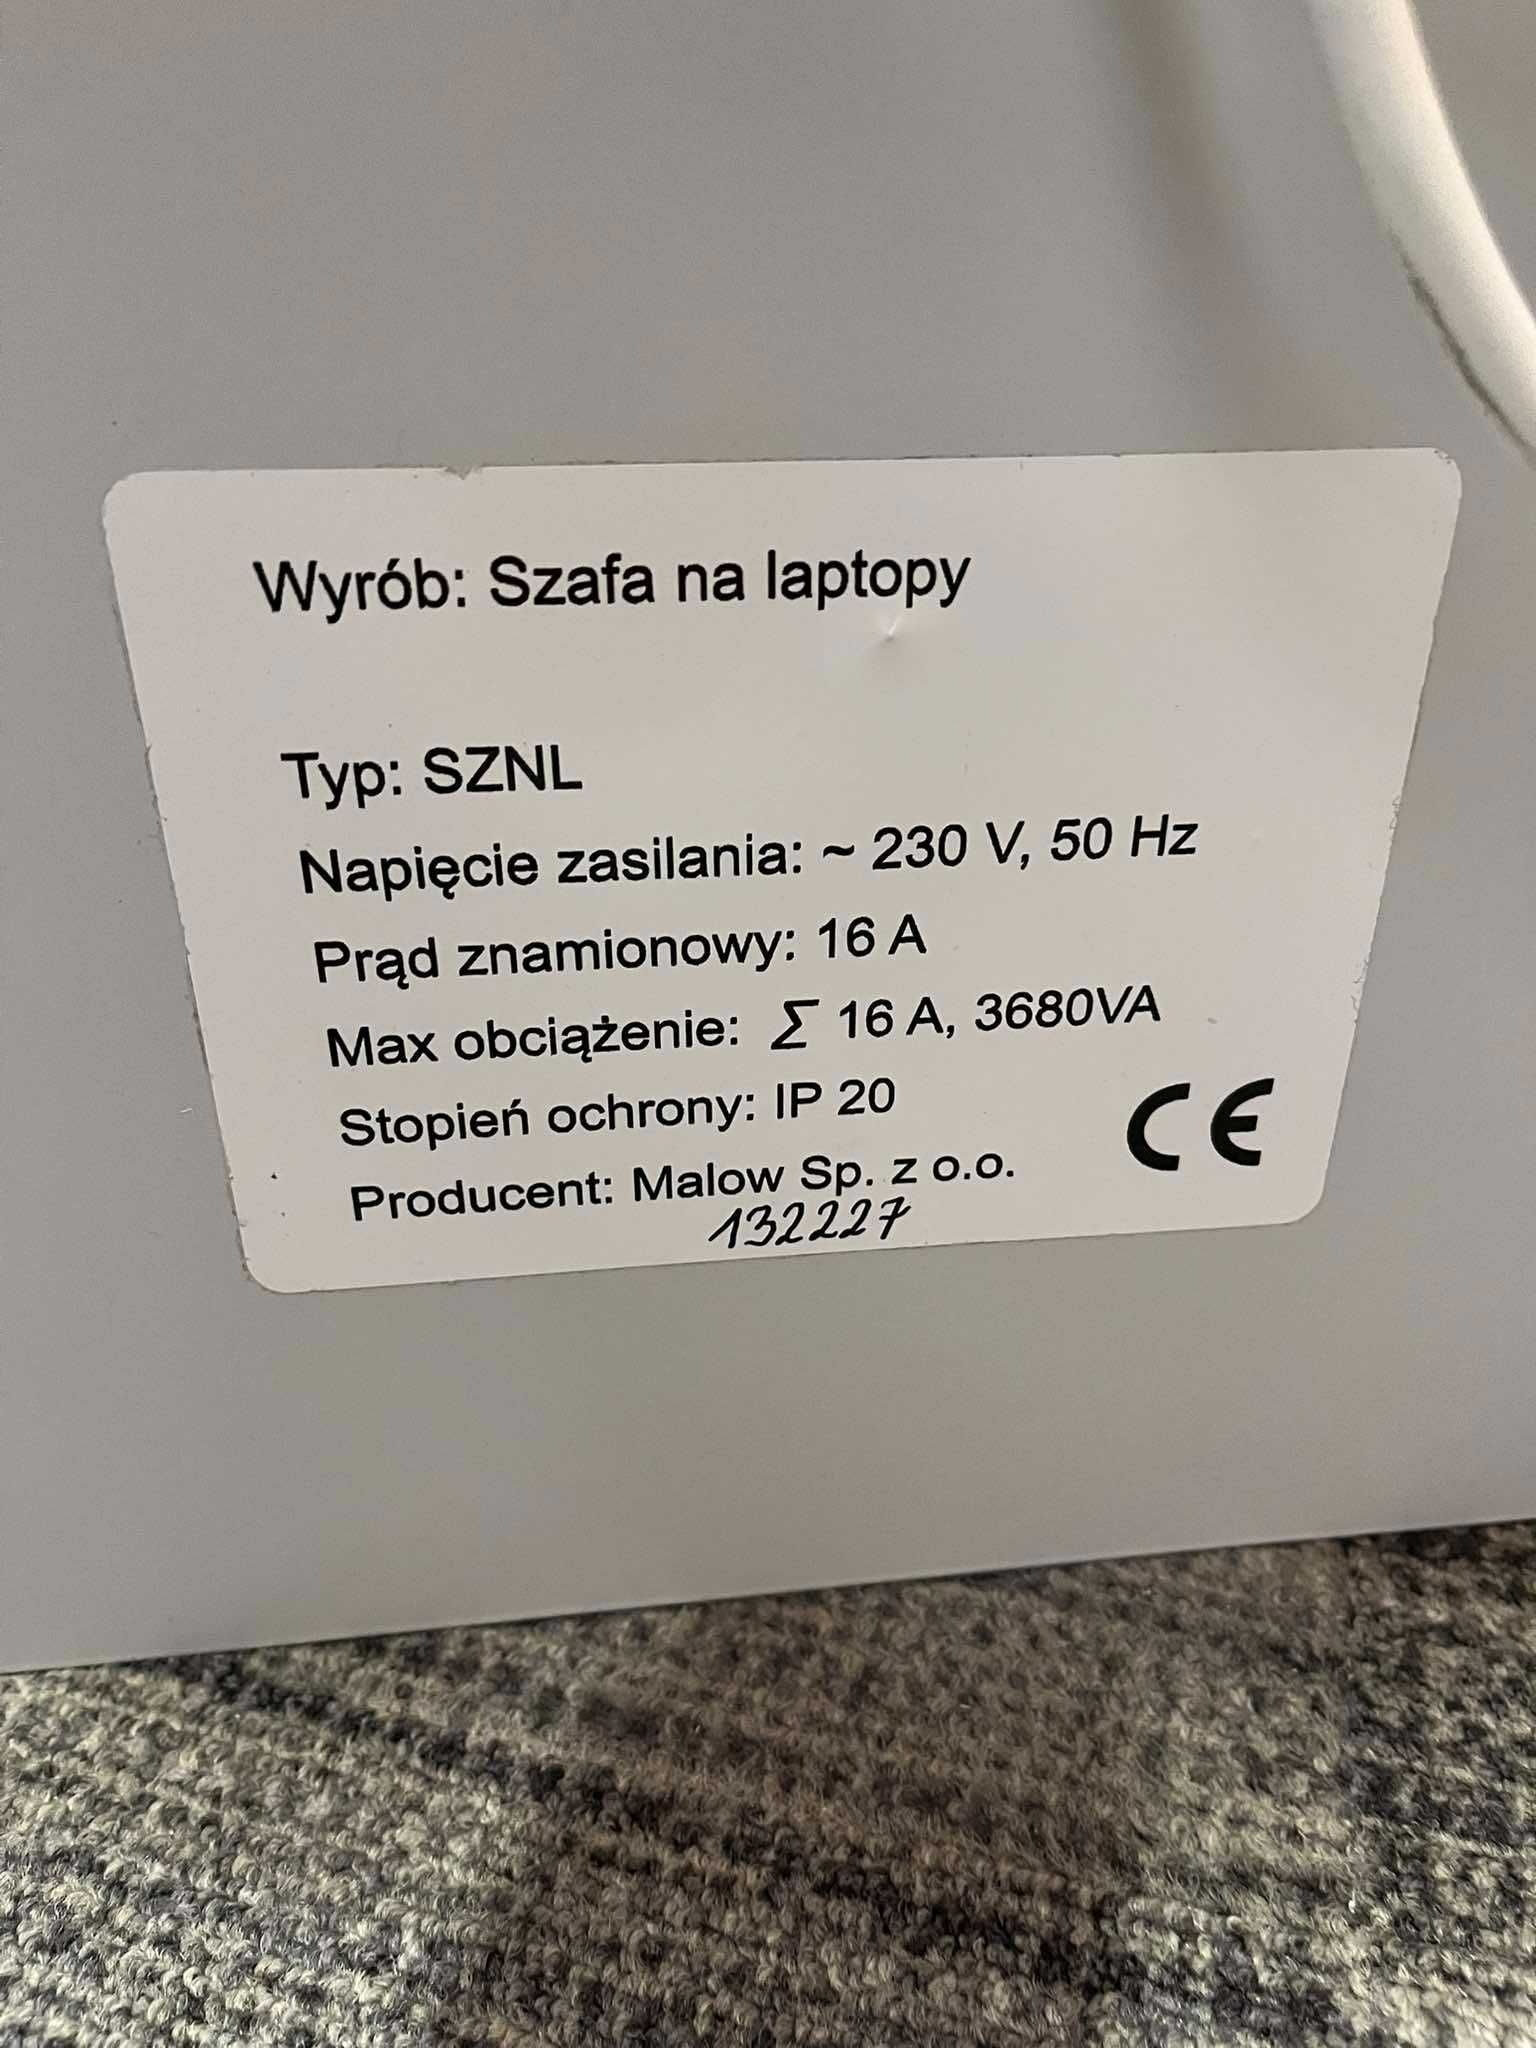 Wyrób: Szafa na laptopy
Typ: SZNL
Napięcie zasilania: ~ 230 V, 50 Hz
Prąd znamionowy: 16 A
Max obciążenie: Σ 16 A, 3680VA
Stopień ochrony: IP 20
CE
Producent: Malow Sp. z o.o.
132227